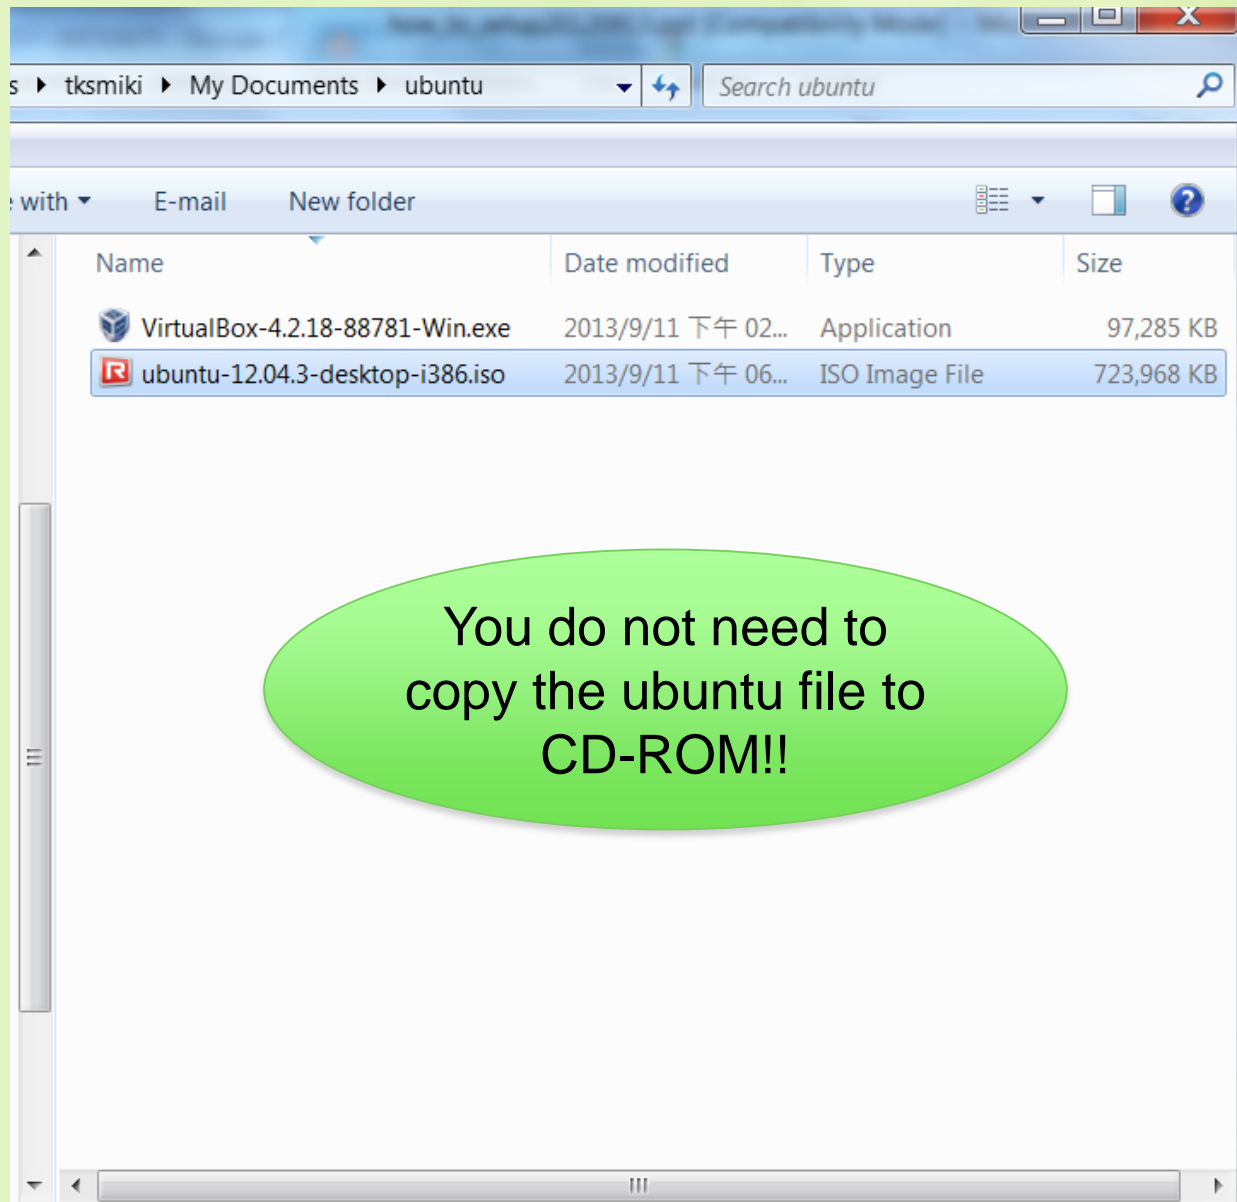 s ▸ tksmiki ▸ My Documents ▸ ubuntu
Search ubuntu
with E-mail New folder
Name Date modified Type Size
VirtualBox-4.2.18-88781-Win.exe 2013/9/11 下午 02... Application 97,285 KB
ubuntu-12.04.3-desktop-i386.iso 2013/9/11 下午 06... ISO Image File 723,968 KB
You do not need to
copy the ubuntu file to
CD-ROM!!